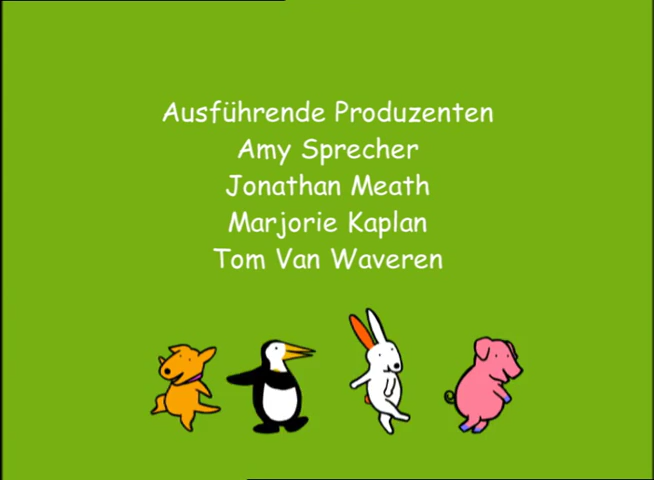 Ausführende Produzenten
Amy Sprecher
Jonathan Meath
Marjorie Kaplan
Tom Van Waveren